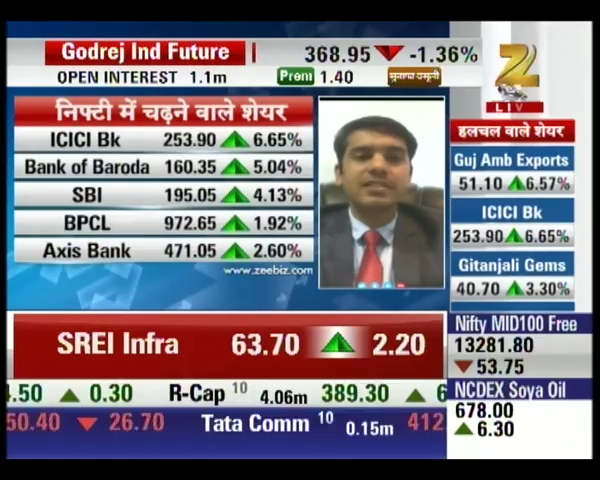 Godrej Ind Future
368.95 -1.36%
OPEN INTEREST 1.1m
Prem 1.40
मुनाफा वसूली
Z
LIV
निफ्टी में चढ़ने वाले शेयर
ICICI Bk 253.90 6.65%
Bank of Baroda 160.35 5.04%
SBI 195.05 4.13%
BPCL 972.65 1.92%
Axis Bank 471.05 2.60%
www.zeebiz.com
हलचल वाले शेयर
Guj Amb Exports
51.10 6.57%
ICICI Bk
253.90 6.65%
Gitanjali Gems
40.70 3.30%
SREI Infra 63.70 2.20
Nifty MID100 Free
13281.80
53.75
NCDEX Soya Oil
678.00
6.30
.50 0.30 R-Cap 10 4.06m 389.30 6
50.40 26.70 Tata Comm 10 0.15m 412